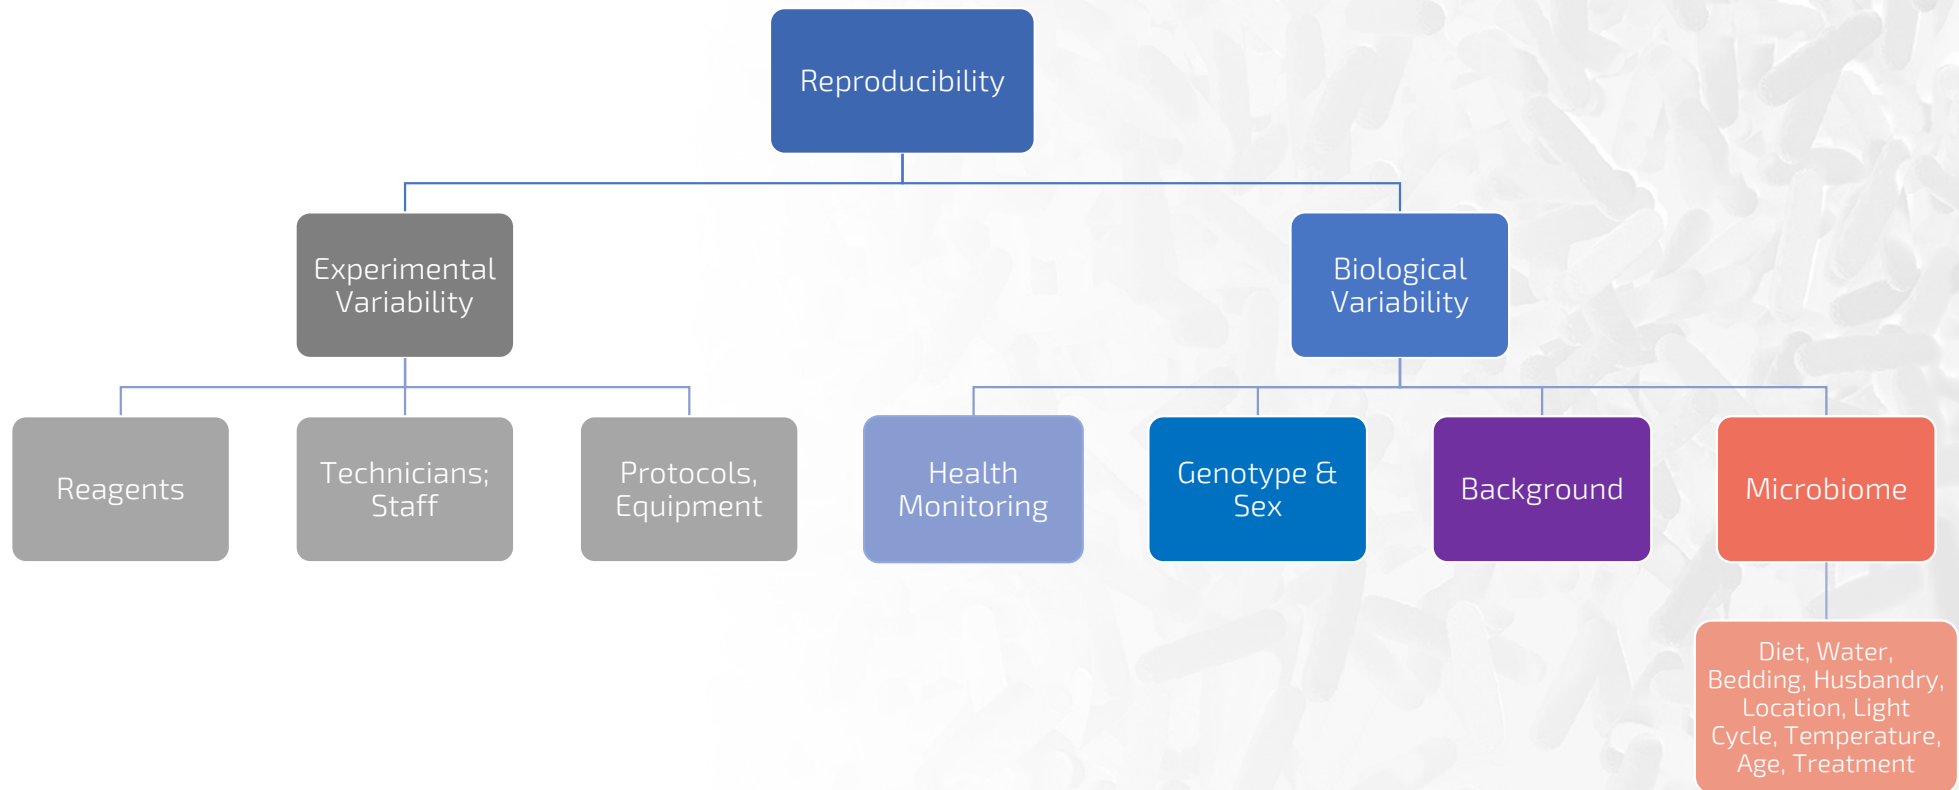 Reproducibility
Experimental
Variability
Biological
Variability
Reagents
Technicians;
Staff
Protocols,
Equipment
Health
Monitoring
Genotype &
Sex
Background
Microbiome
Diet, Water,
Bedding, Husbandry,
Location, Light
Cycle, Temperature,
Age, Treatment